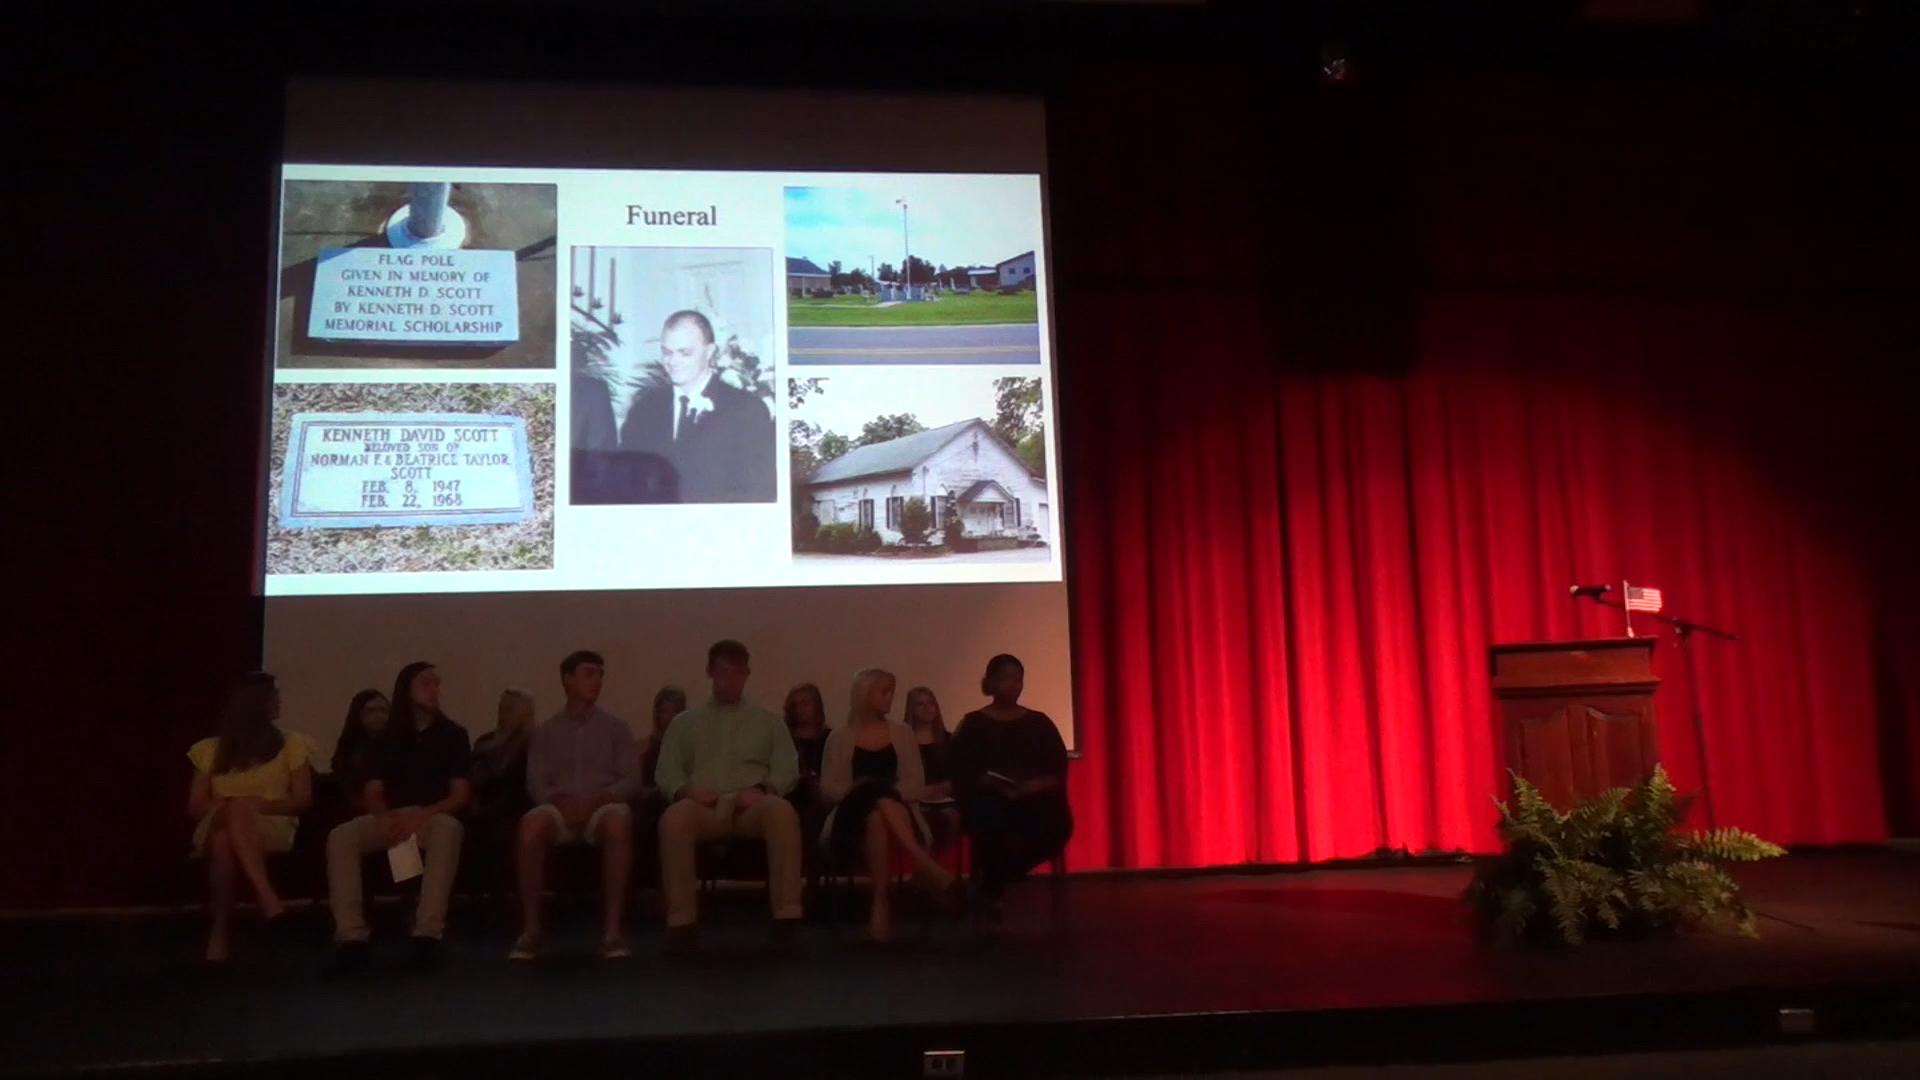 Funeral
FLAG POLE
GIVEN IN MEMORY OF
KENNETH D. SCOTT
BY KENNETH D. SCOTT
MEMORIAL SCHOLARSHIP
KENNETH DAVID SCOTT
BELOVED SON OF
NORMAN F. & BEATRICE TAYLOR
SCOTT
FEB. 8, 1947
FEB. 22, 1968